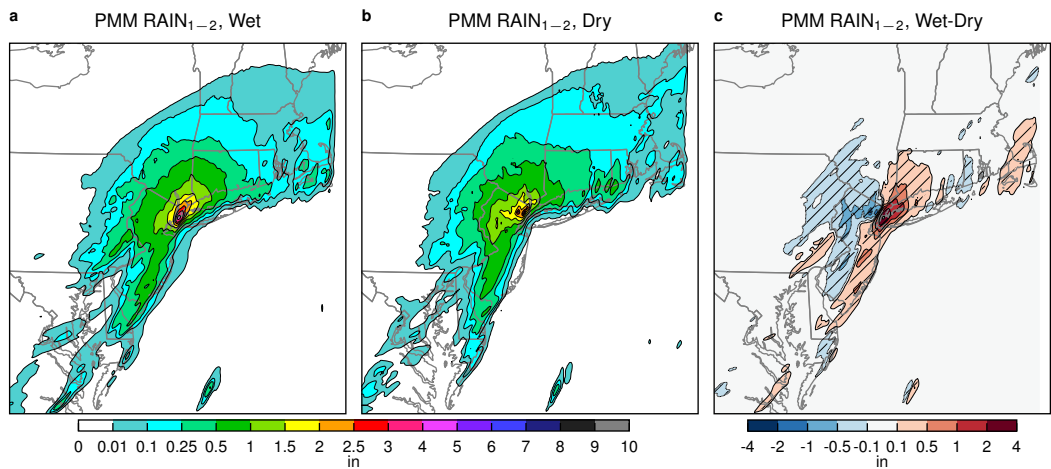 a PMM RAIN₁₋₂, Wet
b PMM RAIN₁₋₂, Dry
c PMM RAIN₁₋₂, Wet-Dry
0 0.01 0.1 0.25 0.5 1 1.5 2 2.5 3 4 5 6 7 8 9 10
in
-4 -2 -1 -0.5 -0.1 0.1 0.5 1 2 4
in